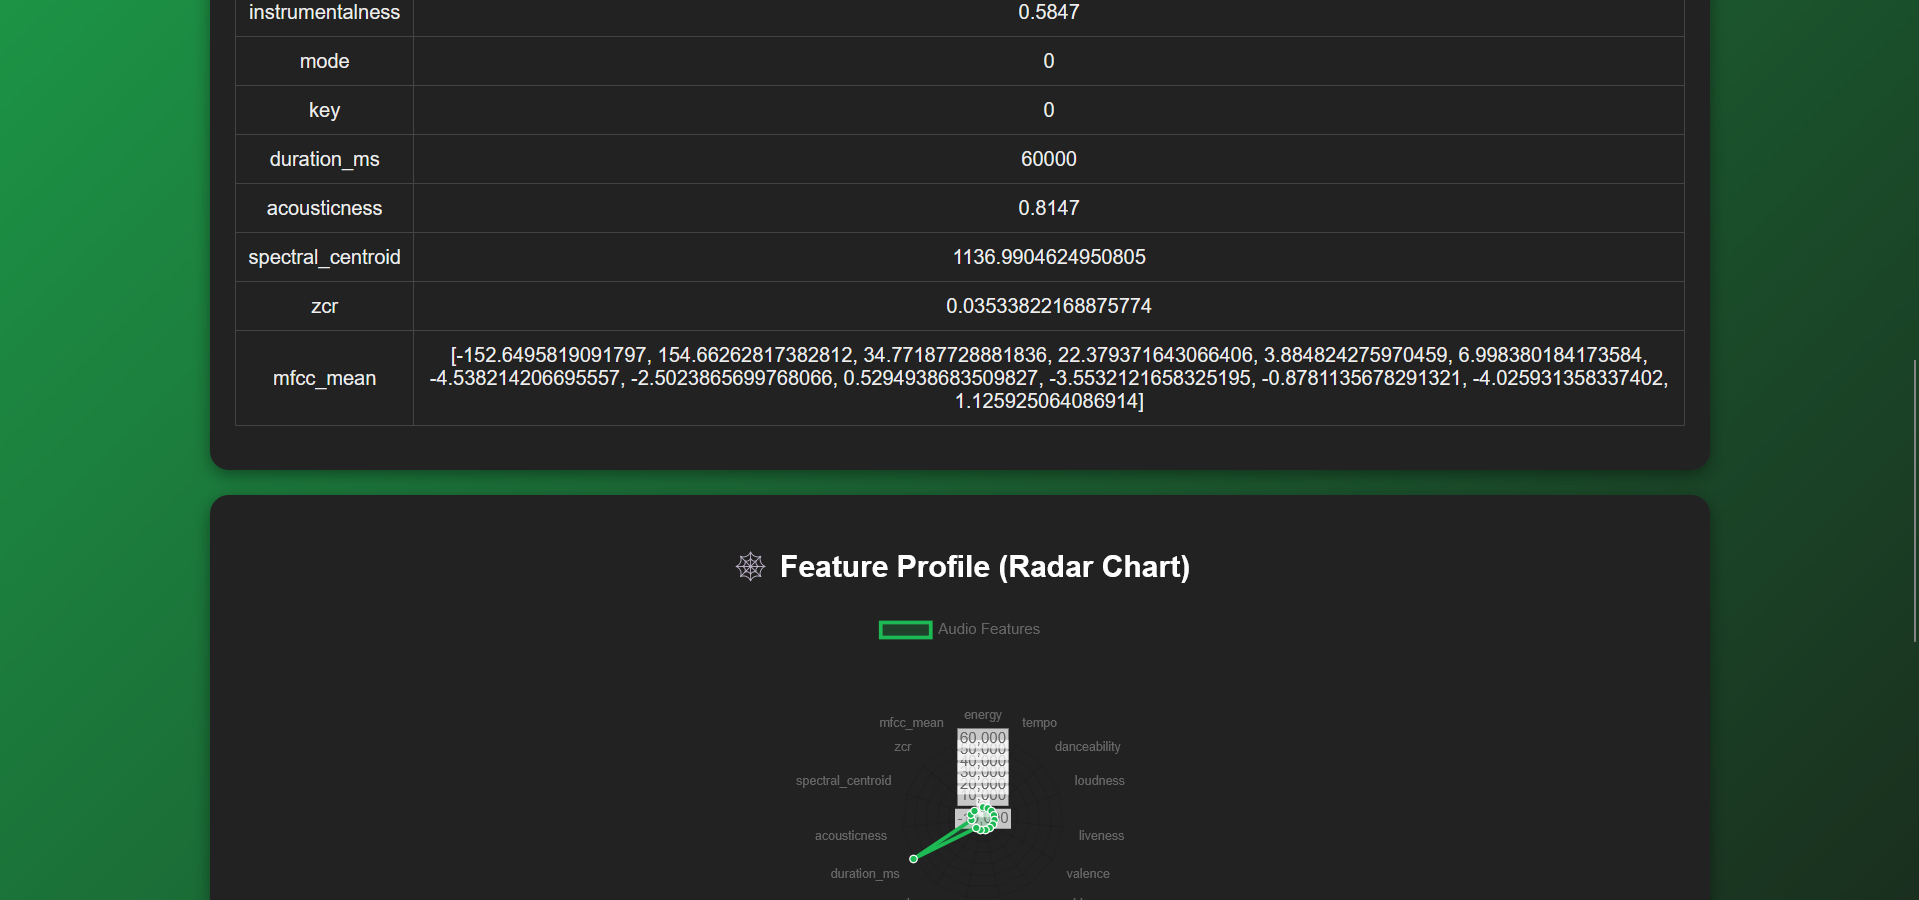 instrumentalness 0.5847
mode 0
key 0
duration_ms 60000
acousticness 0.8147
spectral_centroid 1136.9904624950805
zcr 0.03533822168875774
mfcc_mean [-152.6495819091797, 154.66262817382812, 34.77187728881836, 22.379371643066406, 3.884824275970459, 6.998380184173584,
-4.538214206695557, -2.5023865699768066, 0.5294938683509827, -3.5532121658325195, -0.8781135678291321, -4.025931358337402,
1.125925064086914]
Feature Profile (Radar Chart)
Audio Features
energy
mfcc_mean
tempo
zcr
danceability
60,000
50,000
40,000
30,000
20,000
10,000
spectral_centroid
loudness
acousticness
liveness
duration_ms
valence